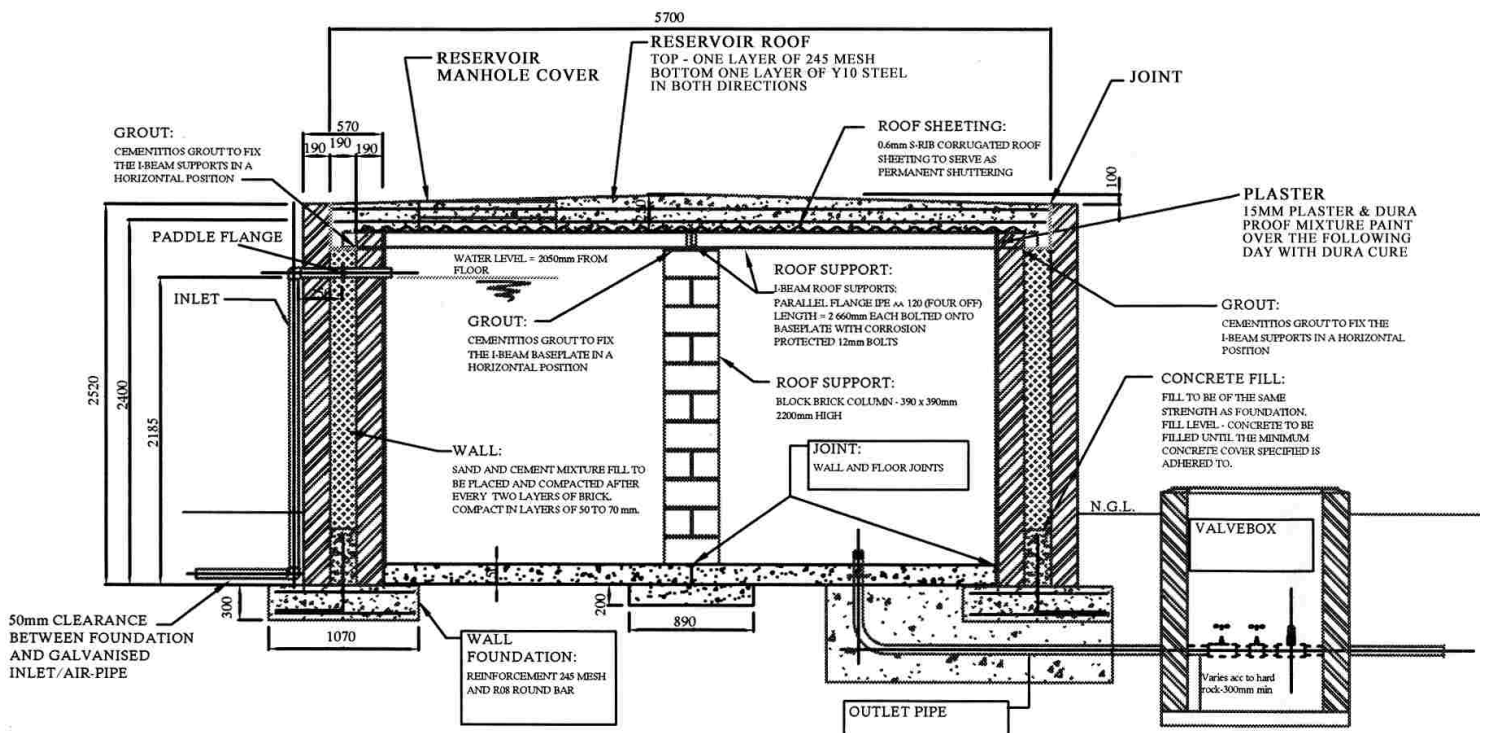 5700
RESERVOIR
MANHOLE COVER
RESERVOIR ROOF
TOP - ONE LAYER OF 245 MESH
BOTTOM ONE LAYER OF Y10 STEEL
IN BOTH DIRECTIONS
JOINT
GROUT:
CEMENTITIOS GROUT TO FIX
THE I-BEAM SUPPORTS IN A
HORIZONTAL POSITION
570
190
190
190
ROOF SHEETING:
0.6mm S-RIB CORRUGATED ROOF
SHEETING TO SERVE AS
PERMANENT SHUTTERING
100
PLASTER
15MM PLASTER & DURA
PROOF MIXTURE PAINT
OVER THE FOLLOWING
DAY WITH DURA CURE
PADDLE FLANGE
INLET
WATER LEVEL = 2050mm FROM
FLOOR
ROOF SUPPORT:
I-BEAM ROOF SUPPORTS:
PARALLEL FLANGE IPE AA 120 (FOUR OFF)
LENGTH = 2 660mm EACH BOLTED ONTO
BASEPLATE WITH CORROSION
PROTECTED 12mm BOLTS
GROUT:
CEMENTITIOS GROUT TO FIX
THE I-BEAM BASEPLATE IN A
HORIZONTAL POSITION
GROUT:
CEMENTITIOS GROUT TO FIX THE
I-BEAM SUPPORTS IN A HORIZONTAL
POSITION
2520
2400
2185
ROOF SUPPORT:
BLOCK BRICK COLUMN - 390 x 390mm
2200mm HIGH
CONCRETE FILL:
FILL TO BE OF THE SAME
STRENGTH AS FOUNDATION.
FILL LEVEL - CONCRETE TO BE
FILLED UNTIL THE MINIMUM
CONCRETE COVER SPECIFIED IS
ADHERED TO.
WALL:
SAND AND CEMENT MIXTURE FILL TO
BE PLACED AND COMPACTED AFTER
EVERY TWO LAYERS OF BRICK.
COMPACT IN LAYERS OF 50 TO 70 mm.
JOINT:
WALL AND FLOOR JOINTS
N.G.L.
VALVEBOX
300
1070
200
890
50mm CLEARANCE
BETWEEN FOUNDATION
AND GALVANISED
INLET/AIR-PIPE
WALL
FOUNDATION:
REINFORCEMENT 245 MESH
AND R08 ROUND BAR
OUTLET PIPE
Varies acc to hard
rock-300mm min